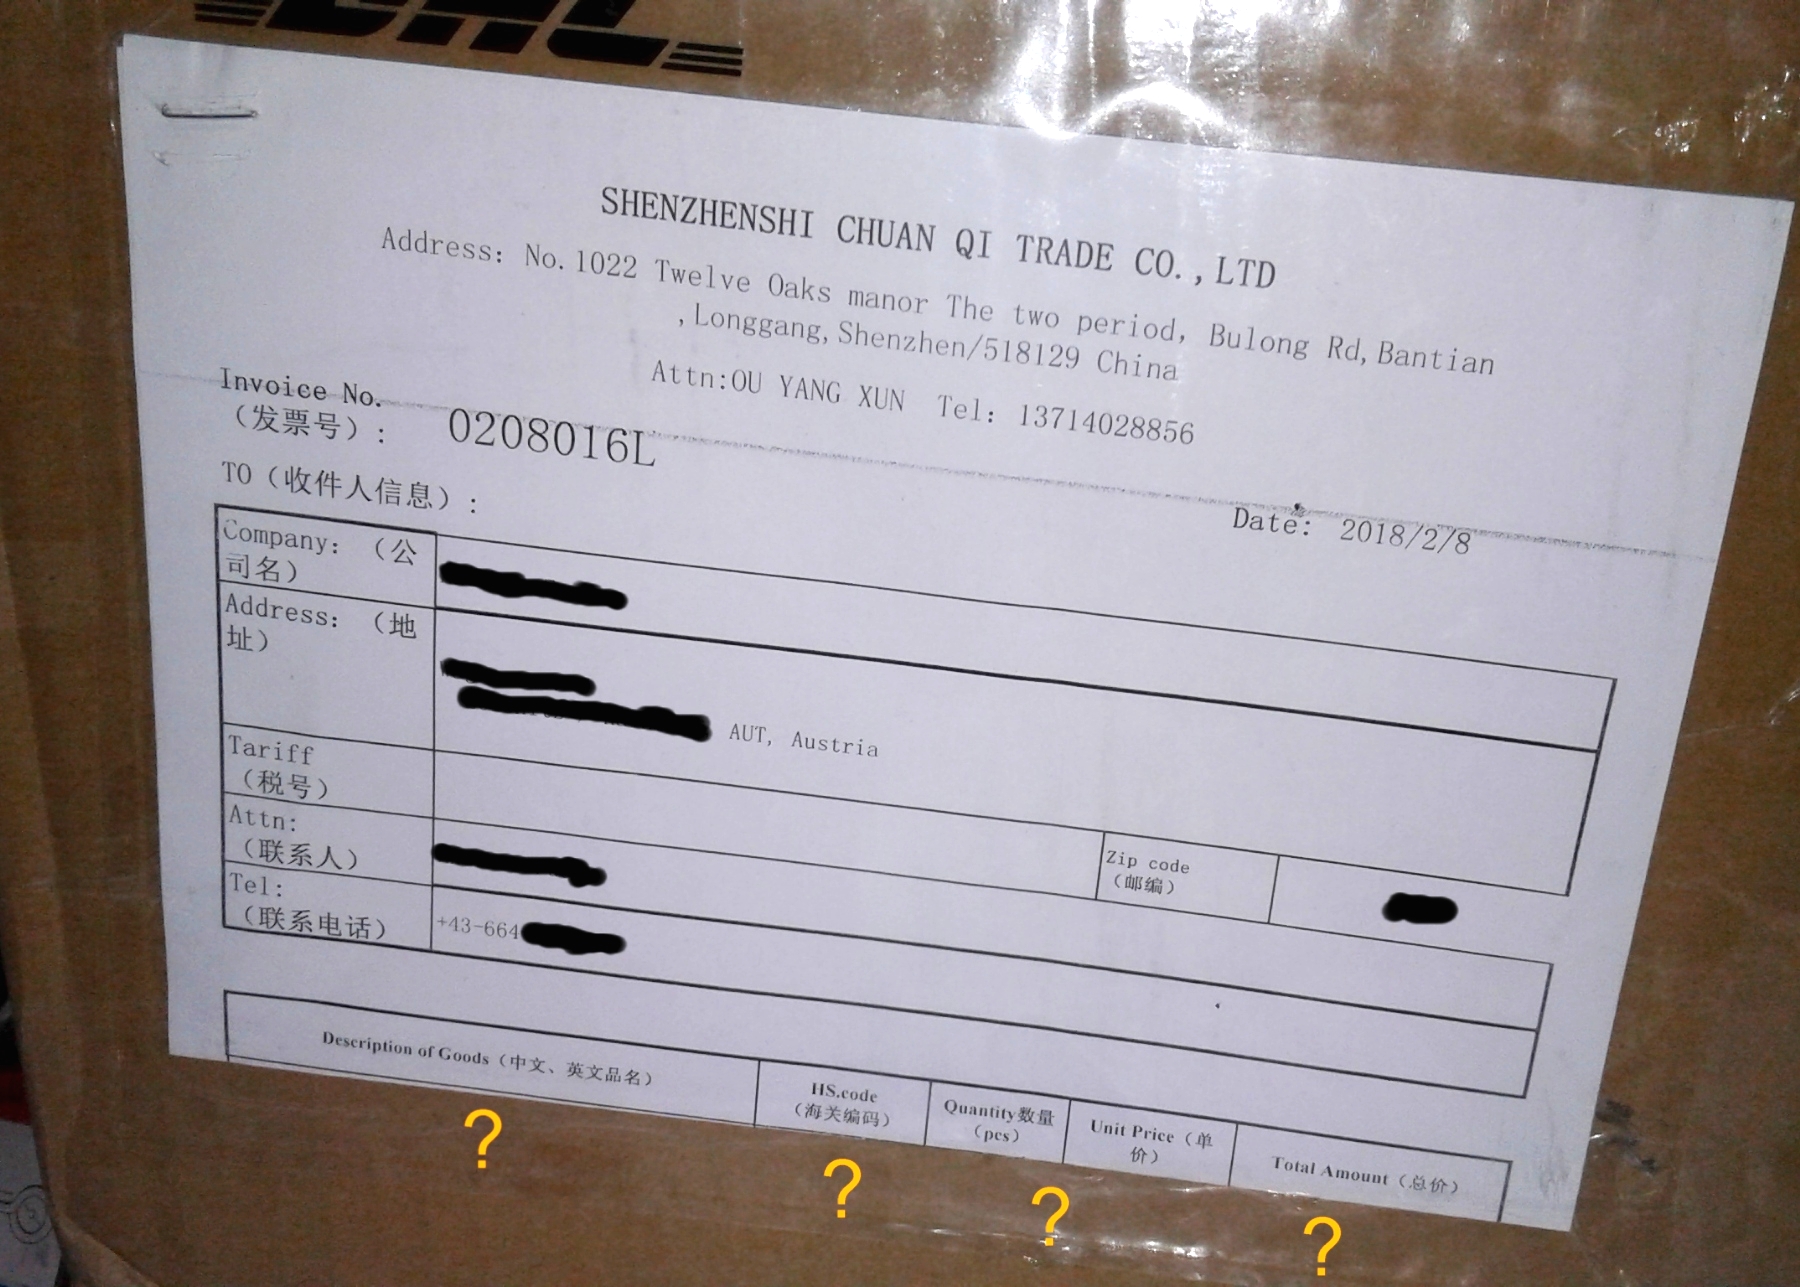 DHL
SHENZHENSHI CHUAN QI TRADE CO.,LTD
Address: No.1022 Twelve Oaks manor The two period, Bulong Rd,Bantian
,Longgang,Shenzhen/518129 China
Attn:OU YANG XUN Tel: 13714028856
Invoice No.
(发票号): 0208016L
TO(收件人信息):
Date: 2018/2/8
Company: (公
司名)
Address: (地
址)
AUT, Austria
Tariff
(税号)
Attn:
(联系人)
Zip code
(邮编)
Tel:
(联系电话)
+43-664
Description of Goods(中文、英文品名)
HS.code
(海关编码)
Quantity数量
(pcs)
Unit Price(单
价)
Total Amount(总价)
? ? ? ?